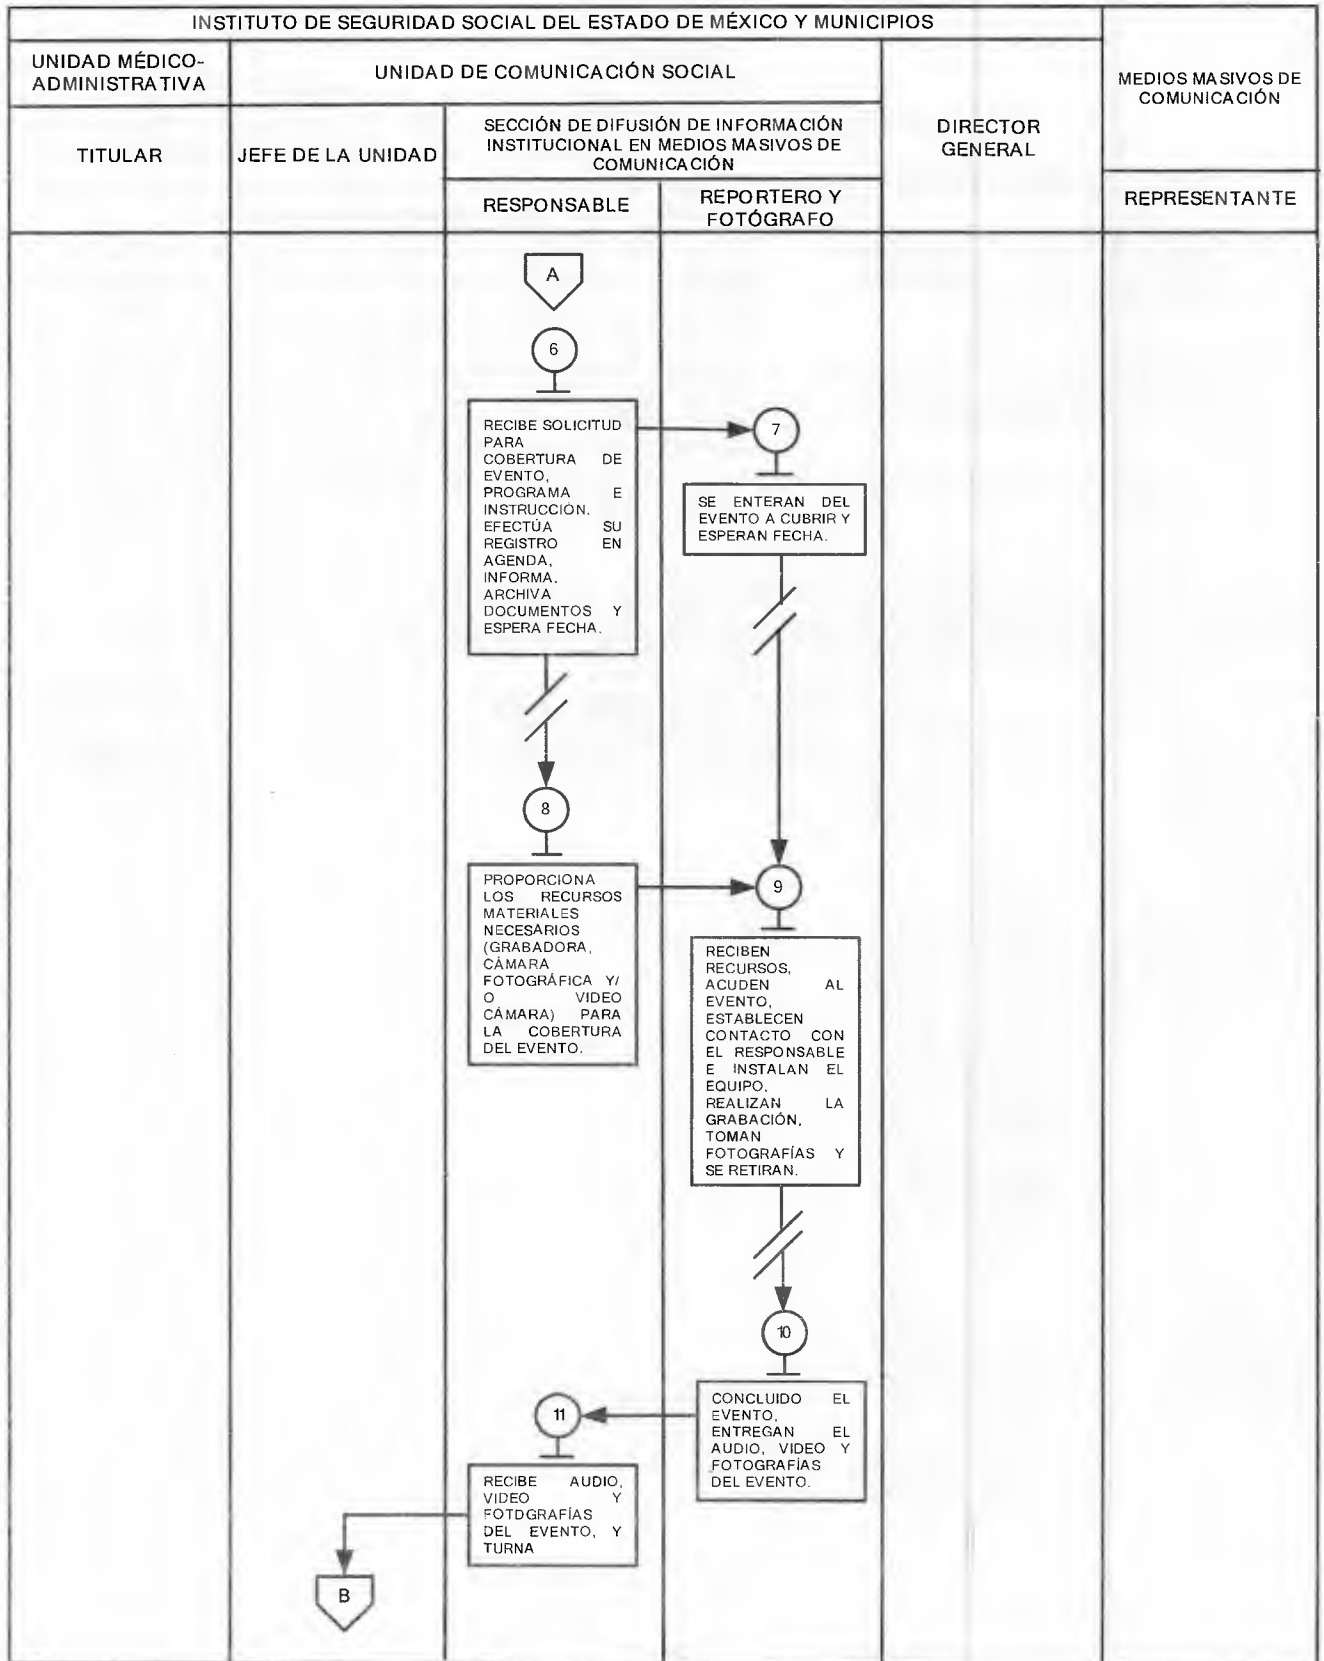 INSTITUTO DE SEGURIDAD SOCIAL DEL ESTADO DE MÉXICO Y MUNICIPIOS
UNIDAD MÉDICO-
ADMINISTRATIVA
UNIDAD DE COMUNICACIÓN SOCIAL
DIRECTOR
GENERAL
MEDIOS MASIVOS DE
COMUNICACIÓN
TITULAR
JEFE DE LA UNIDAD
SECCIÓN DE DIFUSIÓN DE INFORMACIÓN
INSTITUCIONAL EN MEDIOS MASIVOS DE
COMUNICACIÓN
RESPONSABLE
REPORTERO Y
FOTÓGRAFO
REPRESENTANTE
A
6
RECIBE SOLICITUD
PARA
COBERTURA DE
EVENTO,
PROGRAMA E
INSTRUCCIÓN,
EFECTÚA SU
REGISTRO EN
AGENDA,
INFORMA.
ARCHIVA
DOCUMENTOS Y
ESPERA FECHA.
7
SE ENTERAN DEL
EVENTO A CUBRIR Y
ESPERAN FECHA.
8
PROPORCIONA
LOS RECURSOS
MATERIALES
NECESARIOS
(GRABADORA,
CÁMARA
FOTOGRÁFICA Y/
O VIDEO
CÁMARA) PARA
LA COBERTURA
DEL EVENTO.
9
RECIBEN
RECURSOS,
ACUDEN AL
EVENTO,
ESTABLECEN
CONTACTO CON
EL RESPONSABLE
E INSTALAN EL
EQUIPO,
REALIZAN LA
GRABACIÓN,
TOMAN
FOTOGRAFÍAS Y
SE RETIRAN.
10
CONCLUIDO EL
EVENTO,
ENTREGAN EL
AUDIO, VIDEO Y
FOTOGRAFÍAS
DEL EVENTO.
11
RECIBE AUDIO,
VIDEO Y
FOTDGRAFÍAS
DEL EVENTO, Y
TURNA
B